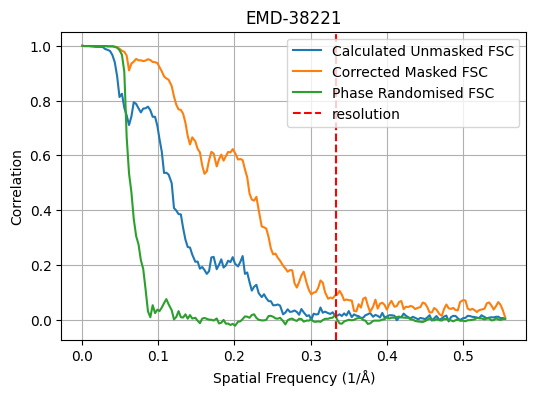 EMD-38221
Calculated Unmasked FSC
Corrected Masked FSC
Phase Randomised FSC
resolution
Correlation
1.0
0.8
0.6
0.4
0.2
0.0
0.0 0.1 0.2 0.3 0.4 0.5
Spatial Frequency (1/Å)